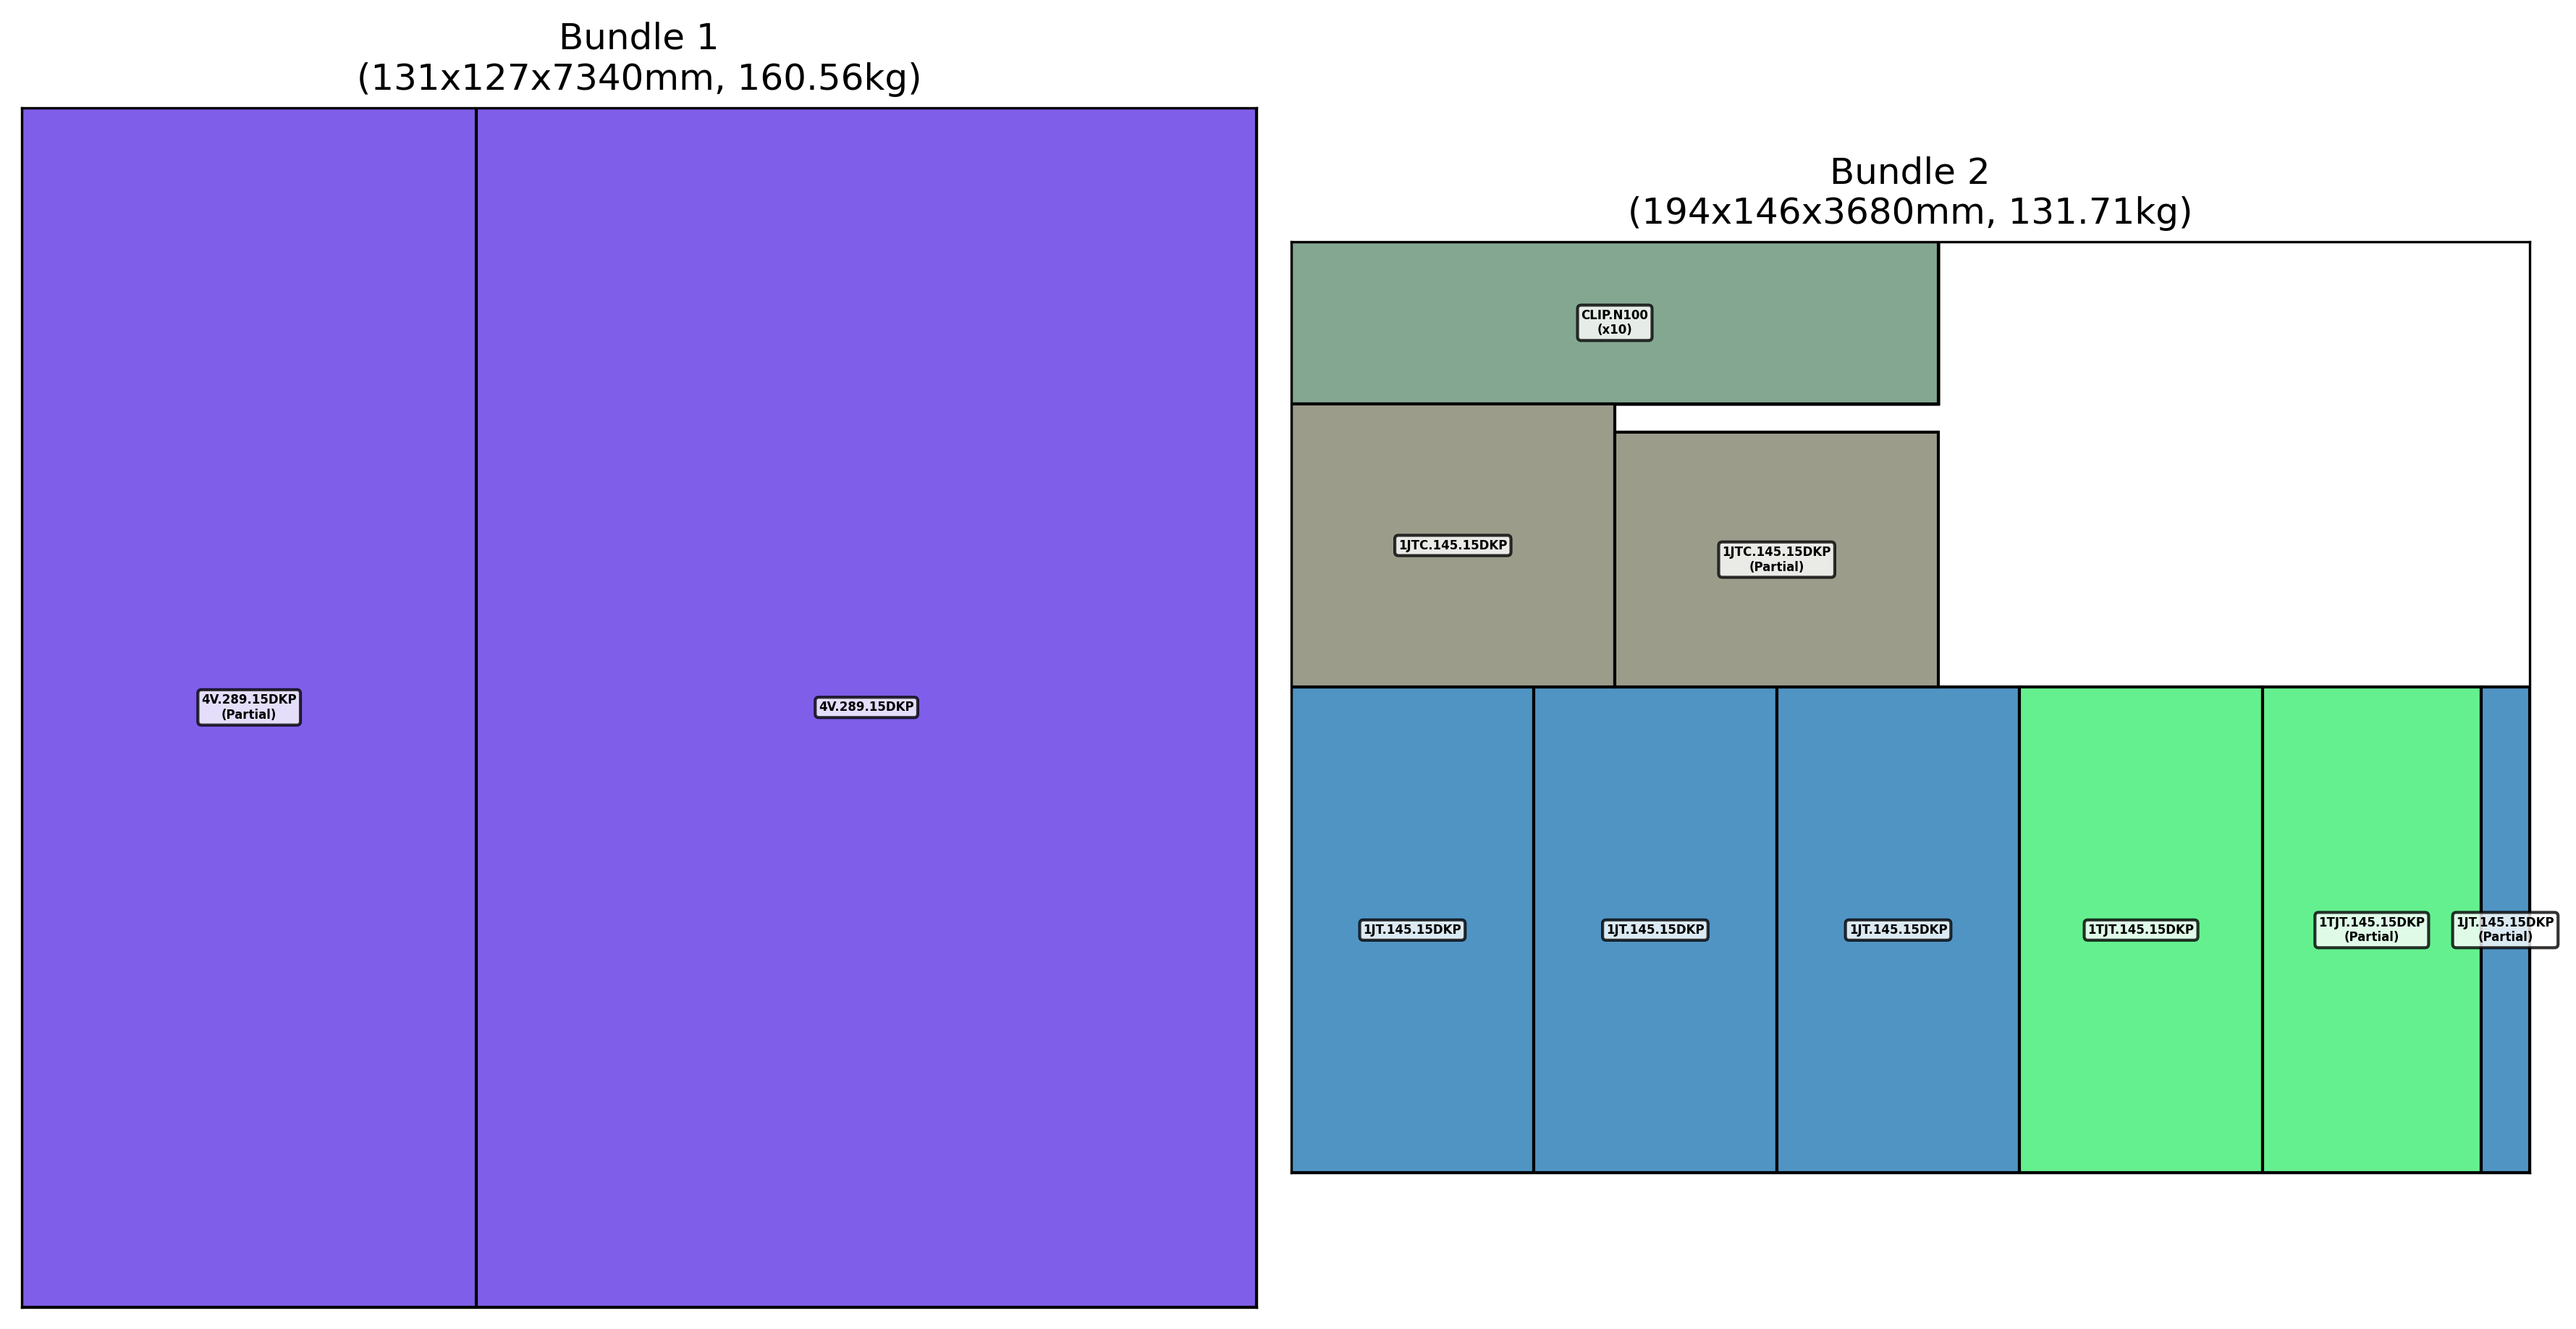 Bundle 1
(131x127x7340mm, 160.56kg)
4V.289.15DKP
(Partial)
4V.289.15DKP
Bundle 2
(194x146x3680mm, 131.71kg)
CLIP.N100
(x10)
1JTC.145.15DKP
1JTC.145.15DKP
(Partial)
1JT.145.15DKP
1JT.145.15DKP
1JT.145.15DKP
1TJT.145.15DKP
1TJT.145.15DKP
(Partial)
1JT.145.15DKP
(Partial)